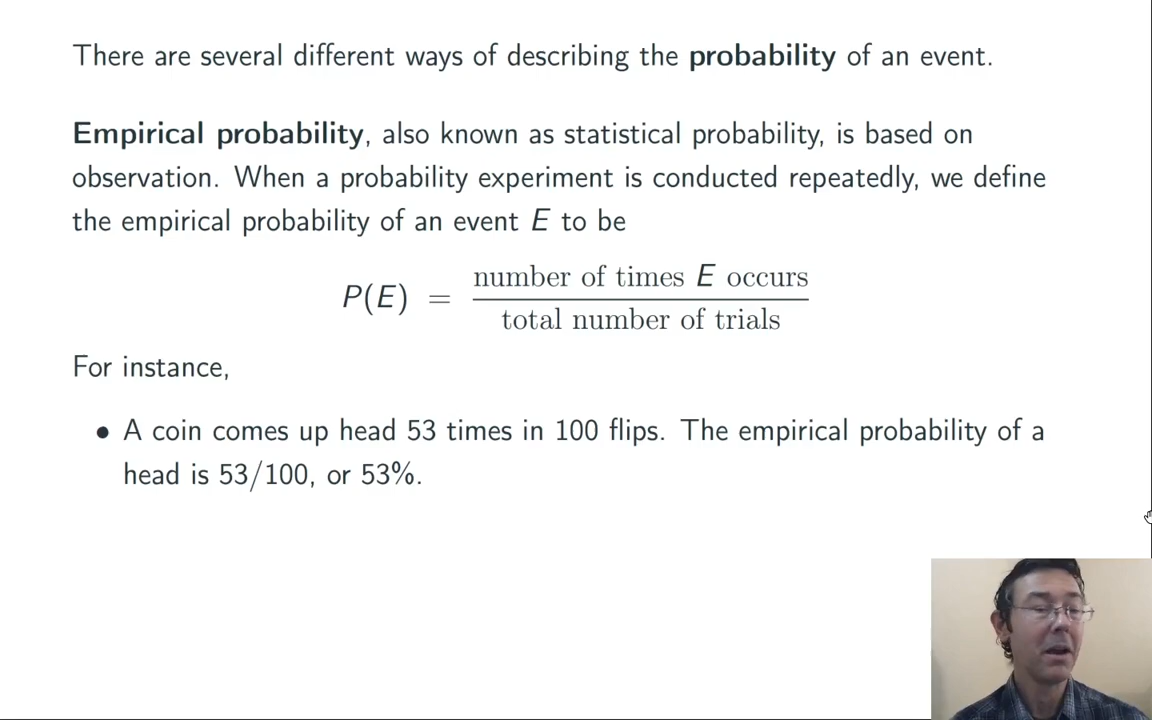 There are several different ways of describing the probability of an event.
Empirical probability, also known as statistical probability, is based on
observation. When a probability experiment is conducted repeatedly, we define
the empirical probability of an event E to be
P(E) = number of times E occurs / total number of trials
For instance,
• A coin comes up head 53 times in 100 flips. The empirical probability of a
head is 53/100, or 53%.